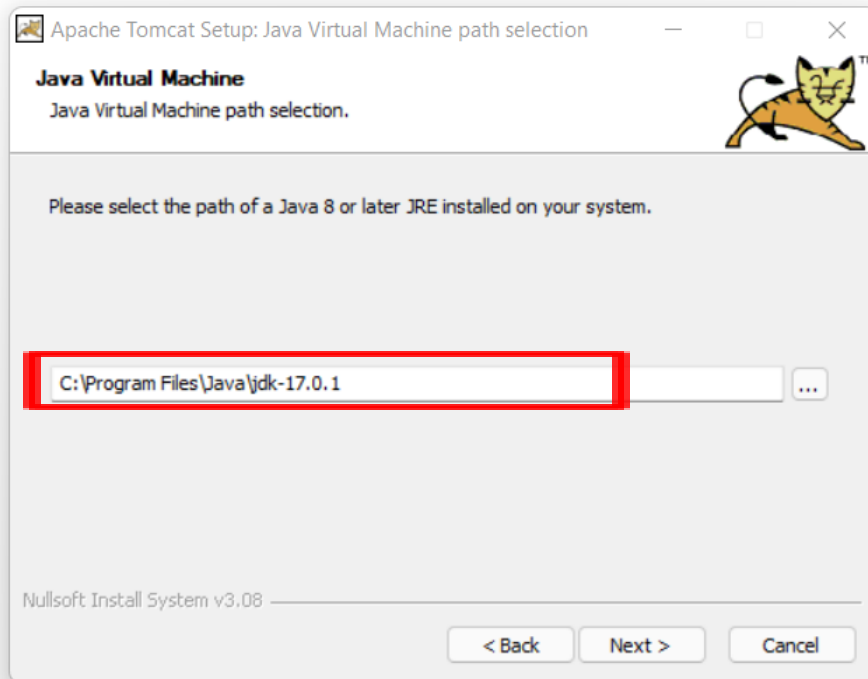 Apache Tomcat Setup: Java Virtual Machine path selection
Java Virtual Machine
Java Virtual Machine path selection.
TM
Please select the path of a Java 8 or later JRE installed on your system.
C:\Program Files\Java\jdk-17.0.1
...
Nullsoft Install System v3.08
< Back
Next >
Cancel